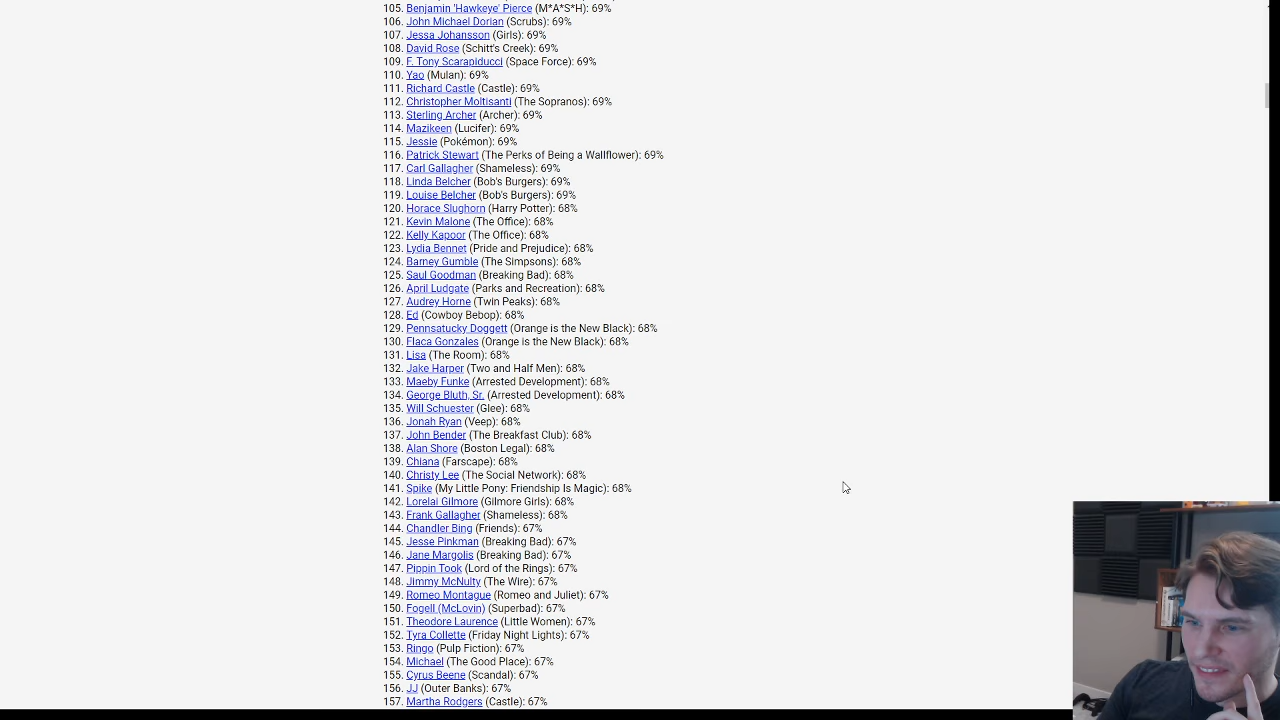 105. Benjamin 'Hawkeye' Pierce (M*A*S*H): 69%
106. John Michael Dorian (Scrubs): 69%
107. Jessa Johansson (Girls): 69%
108. David Rose (Schitt's Creek): 69%
109. F. Tony Scarapiducci (Space Force): 69%
110. Yao (Mulan): 69%
111. Richard Castle (Castle): 69%
112. Christopher Moltisanti (The Sopranos): 69%
113. Sterling Archer (Archer): 69%
114. Mazikeen (Lucifer): 69%
115. Jessie (Pokémon): 69%
116. Patrick Stewart (The Perks of Being a Wallflower): 69%
117. Carl Gallagher (Shameless): 69%
118. Linda Belcher (Bob's Burgers): 69%
119. Louise Belcher (Bob's Burgers): 69%
120. Horace Slughorn (Harry Potter): 68%
121. Kevin Malone (The Office): 68%
122. Kelly Kapoor (The Office): 68%
123. Lydia Bennet (Pride and Prejudice): 68%
124. Barney Gumble (The Simpsons): 68%
125. Saul Goodman (Breaking Bad): 68%
126. April Ludgate (Parks and Recreation): 68%
127. Audrey Horne (Twin Peaks): 68%
128. Ed (Cowboy Bebop): 68%
129. Pennsatucky Doggett (Orange is the New Black): 68%
130. Flaca Gonzales (Orange is the New Black): 68%
131. Lisa (The Room): 68%
132. Jake Harper (Two and Half Men): 68%
133. Maeby Funke (Arrested Development): 68%
134. George Bluth, Sr. (Arrested Development): 68%
135. Will Schuester (Glee): 68%
136. Jonah Ryan (Veep): 68%
137. John Bender (The Breakfast Club): 68%
138. Alan Shore (Boston Legal): 68%
139. Chiana (Farscape): 68%
140. Christy Lee (The Social Network): 68%
141. Spike (My Little Pony: Friendship Is Magic): 68%
142. Lorelai Gilmore (Gilmore Girls): 68%
143. Frank Gallagher (Shameless): 68%
144. Chandler Bing (Friends): 67%
145. Jesse Pinkman (Breaking Bad): 67%
146. Jane Margolis (Breaking Bad): 67%
147. Pippin Took (Lord of the Rings): 67%
148. Jimmy McNulty (The Wire): 67%
149. Romeo Montague (Romeo and Juliet): 67%
150. Fogell (McLovin) (Superbad): 67%
151. Theodore Laurence (Little Women): 67%
152. Tyra Collette (Friday Night Lights): 67%
153. Ringo (Pulp Fiction): 67%
154. Michael (The Good Place): 67%
155. Cyrus Beene (Scandal): 67%
156. JJ (Outer Banks): 67%
157. Martha Rodgers (Castle): 67%